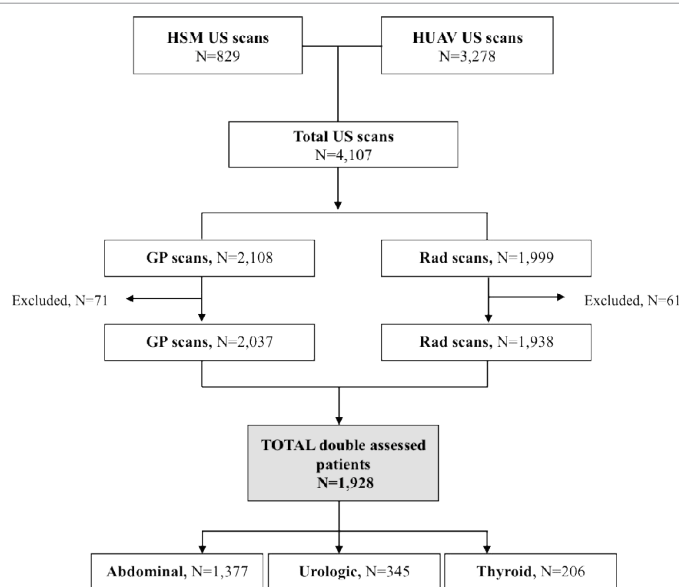 HSM US scans
N=829
HUAV US scans
N=3,278
Total US scans
N=4,107
GP scans, N=2,108
Rad scans, N=1,999
Excluded, N=71
Excluded, N=61
GP scans, N=2,037
Rad scans, N=1,938
TOTAL double assessed
patients
N=1,928
Abdominal, N=1,377
Urologic, N=345
Thyroid, N=206